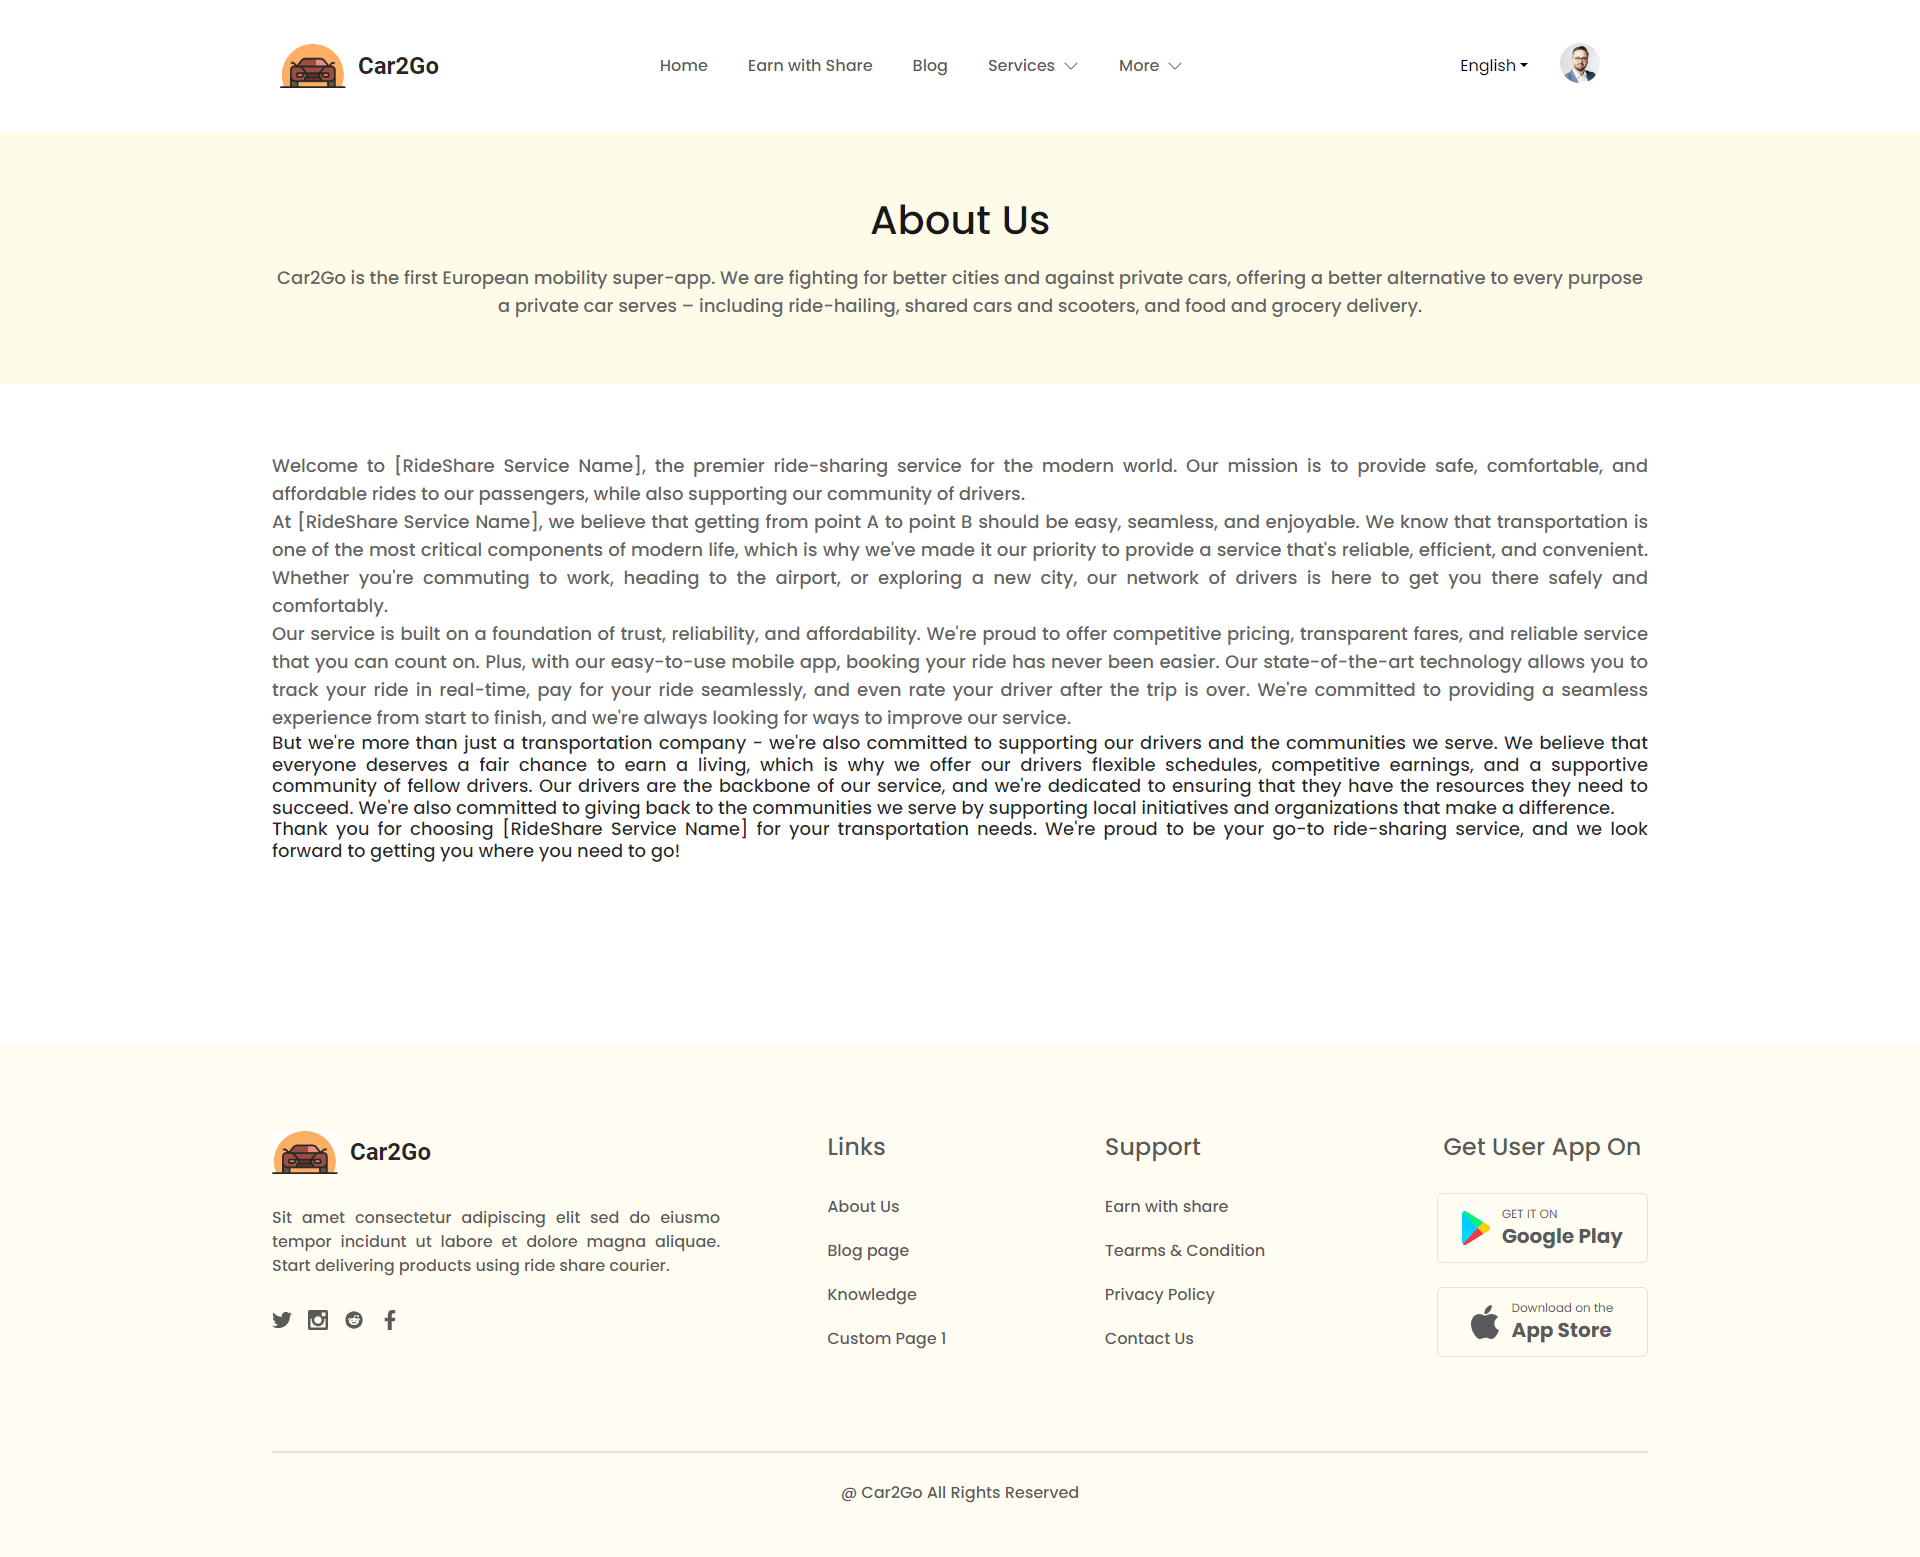 Car2Go
Home
Earn with Share
Blog
Services
More
English
About Us
Car2Go is the first European mobility super-app. We are fighting for better cities and against private cars, offering a better alternative to every purpose
a private car serves – including ride-hailing, shared cars and scooters, and food and grocery delivery.
Welcome to [RideShare Service Name], the premier ride-sharing service for the modern world. Our mission is to provide safe, comfortable, and
affordable rides to our passengers, while also supporting our community of drivers.
At [RideShare Service Name], we believe that getting from point A to point B should be easy, seamless, and enjoyable. We know that transportation is
one of the most critical components of modern life, which is why we've made it our priority to provide a service that's reliable, efficient, and convenient.
Whether you're commuting to work, heading to the airport, or exploring a new city, our network of drivers is here to get you there safely and
comfortably.
Our service is built on a foundation of trust, reliability, and affordability. We're proud to offer competitive pricing, transparent fares, and reliable service
that you can count on. Plus, with our easy-to-use mobile app, booking your ride has never been easier. Our state-of-the-art technology allows you to
track your ride in real-time, pay for your ride seamlessly, and even rate your driver after the trip is over. We're committed to providing a seamless
experience from start to finish, and we're always looking for ways to improve our service.
But we're more than just a transportation company - we're also committed to supporting our drivers and the communities we serve. We believe that
everyone deserves a fair chance to earn a living, which is why we offer our drivers flexible schedules, competitive earnings, and a supportive
community of fellow drivers. Our drivers are the backbone of our service, and we're dedicated to ensuring that they have the resources they need to
succeed. We're also committed to giving back to the communities we serve by supporting local initiatives and organizations that make a difference.
Thank you for choosing [RideShare Service Name] for your transportation needs. We're proud to be your go-to ride-sharing service, and we look
forward to getting you where you need to go!
Car2Go
Sit amet consectetur adipiscing elit sed do eiusmo
tempor incidunt ut labore et dolore magna aliquae.
Start delivering products using ride share courier.
Links
About Us
Blog page
Knowledge
Custom Page 1
Support
Earn with share
Tearms & Condition
Privacy Policy
Contact Us
Get User App On
GET IT ON
Google Play
Download on the
App Store
@ Car2Go All Rights Reserved